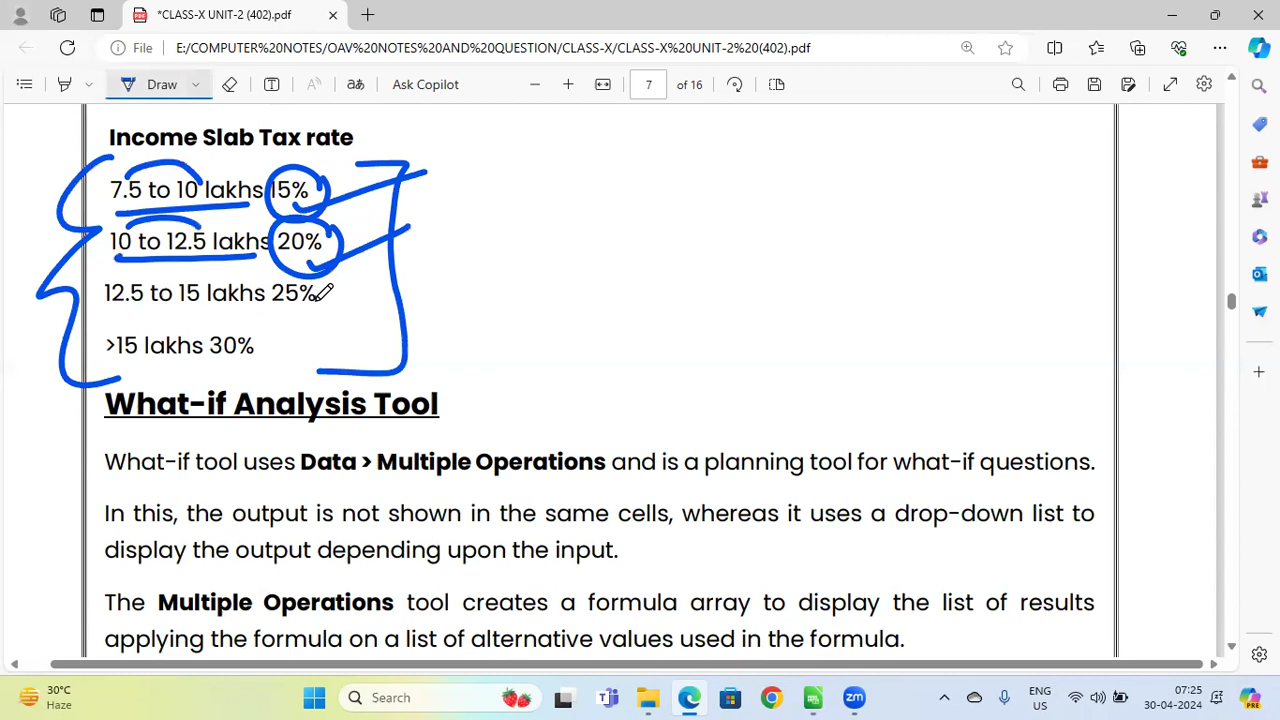 *CLASS-X UNIT-2 (402).pdf
File E:/COMPUTER%20NOTES/OAV%20NOTES%20AND%20QUESTION/CLASS-X/CLASS-X%20UNIT-2%20(402).pdf
Draw Ask Copilot 7 of 16
Income Slab Tax rate
7.5 to 10 lakhs 15%
10 to 12.5 lakhs 20%
12.5 to 15 lakhs 25%
>15 lakhs 30%
What-if Analysis Tool
What-if tool uses Data > Multiple Operations and is a planning tool for what-if questions.
In this, the output is not shown in the same cells, whereas it uses a drop-down list to
display the output depending upon the input.
The Multiple Operations tool creates a formula array to display the list of results
applying the formula on a list of alternative values used in the formula.
30°C
Haze
Search
ENG
US
07:25
30-04-2024